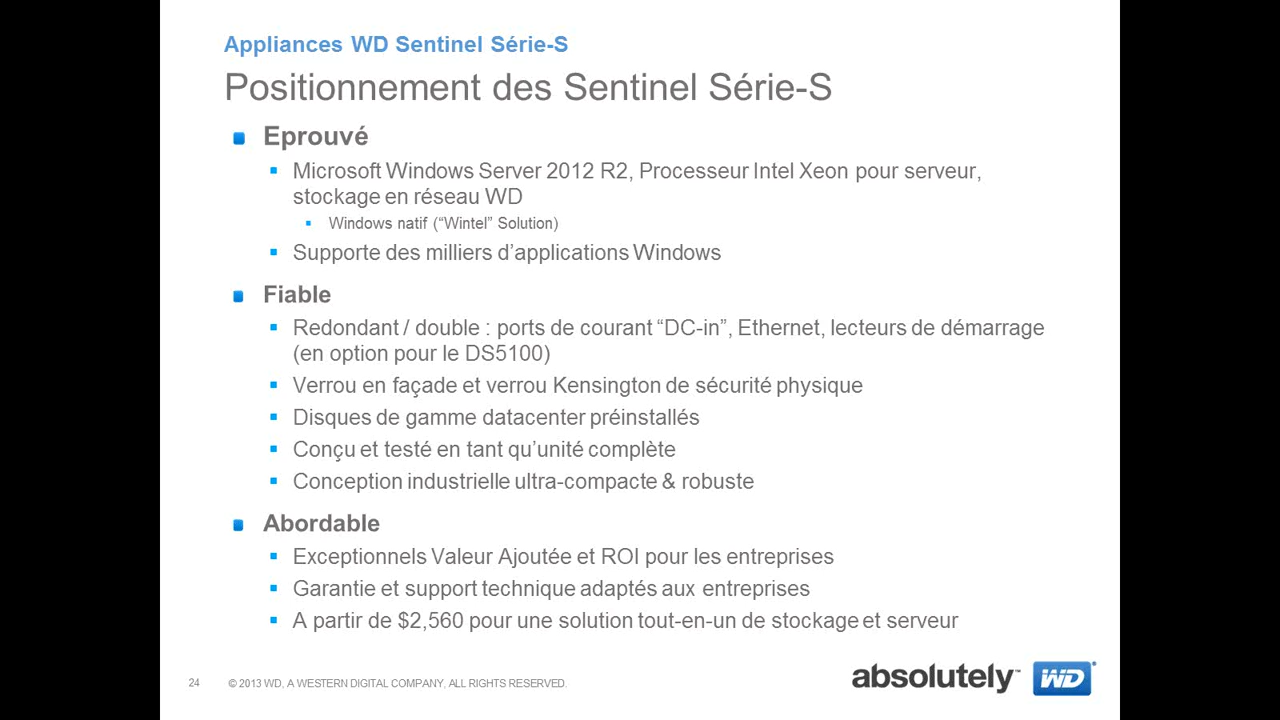 Appliances WD Sentinel Série-S
Positionnement des Sentinel Série-S
Eprouvé
Microsoft Windows Server 2012 R2, Processeur Intel Xeon pour serveur,
stockage en réseau WD
Windows natif (“Wintel” Solution)
Supporte des milliers d’applications Windows
Fiable
Redondant / double : ports de courant “DC-in”, Ethernet, lecteurs de démarrage
(en option pour le DS5100)
Verrou en façade et verrou Kensington de sécurité physique
Disques de gamme datacenter préinstallés
Conçu et testé en tant qu’unité complète
Conception industrielle ultra-compacte & robuste
Abordable
Exceptionnels Valeur Ajoutée et ROI pour les entreprises
Garantie et support technique adaptés aux entreprises
A partir de $2,560 pour une solution tout-en-un de stockage et serveur
24 © 2013 WD, A WESTERN DIGITAL COMPANY, ALL RIGHTS RESERVED.
absolutely™ WD®